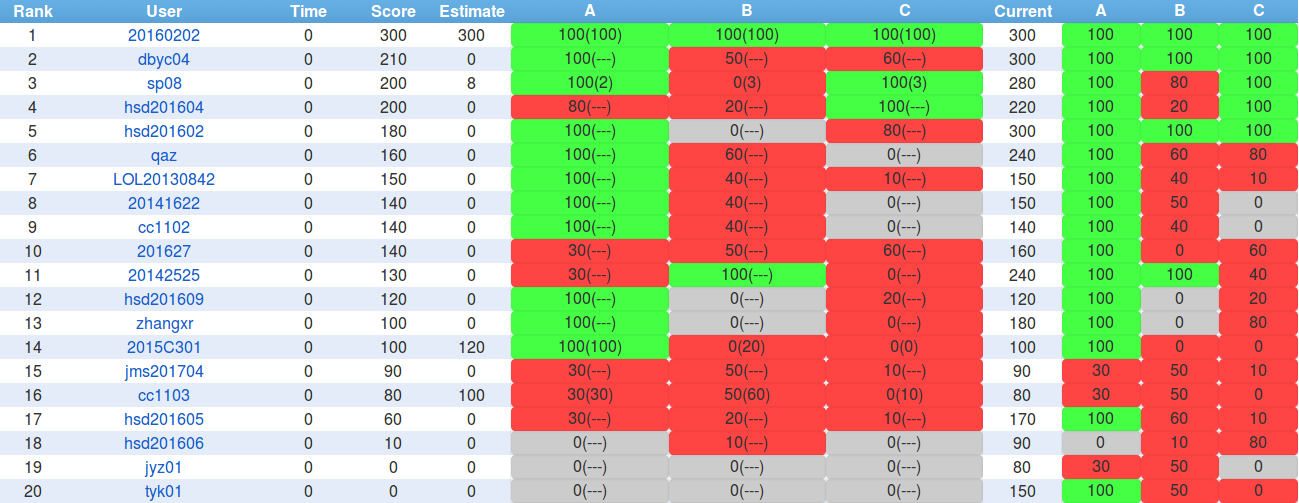 Rank User Time Score Estimate A B C Current A B C
1 20160202 0 300 300 100(100) 100(100) 100(100) 300 100 100 100
2 dbyc04 0 210 0 100(---) 50(---) 60(---) 300 100 100 100
3 sp08 0 200 8 100(2) 0(3) 100(3) 280 100 80 100
4 hsd201604 0 200 0 80(---) 20(---) 100(---) 220 100 20 100
5 hsd201602 0 180 0 100(---) 0(---) 80(---) 300 100 100 100
6 qaz 0 160 0 100(---) 60(---) 0(---) 240 100 60 80
7 LOL20130842 0 150 0 100(---) 40(---) 10(---) 150 100 40 10
8 20141622 0 140 0 100(---) 40(---) 0(---) 150 100 50 0
9 cc1102 0 140 0 100(---) 40(---) 0(---) 140 100 40 0
10 201627 0 140 0 30(---) 50(---) 60(---) 160 100 0 60
11 20142525 0 130 0 30(---) 100(---) 0(---) 240 100 100 40
12 hsd201609 0 120 0 100(---) 0(---) 20(---) 120 100 0 20
13 zhangxr 0 100 0 100(---) 0(---) 0(---) 180 100 0 80
14 2015C301 0 100 120 100(100) 0(20) 0(0) 100 100 0 0
15 jms201704 0 90 0 30(---) 50(---) 10(---) 90 30 50 10
16 cc1103 0 80 100 30(30) 50(60) 0(10) 80 30 50 0
17 hsd201605 0 60 0 30(---) 20(---) 10(---) 170 100 60 10
18 hsd201606 0 10 0 0(---) 10(---) 0(---) 90 0 10 80
19 jyz01 0 0 0 0(---) 0(---) 0(---) 80 30 50 0
20 tyk01 0 0 0 0(---) 0(---) 0(---) 150 100 50 0